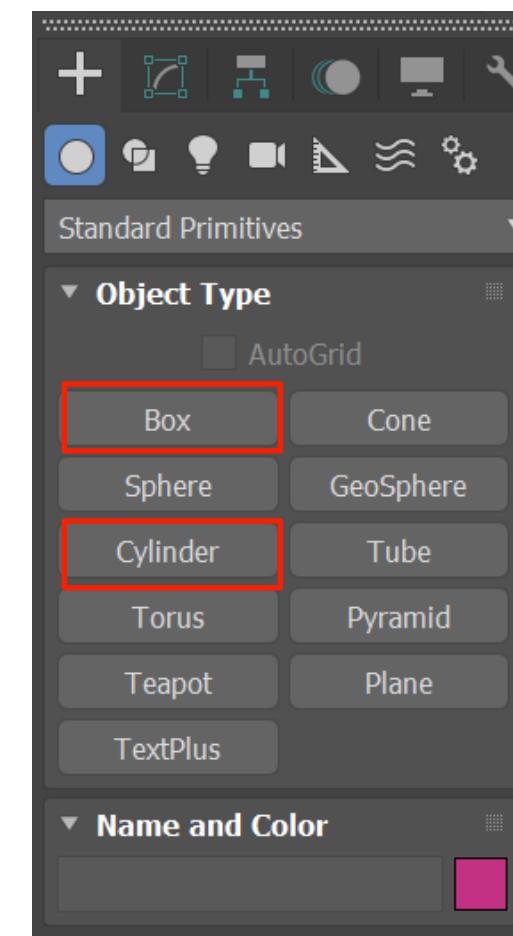 Standard Primitives
Object Type
AutoGrid
Box Cone
Sphere GeoSphere
Cylinder Tube
Torus Pyramid
Teapot Plane
TextPlus
Name and Color